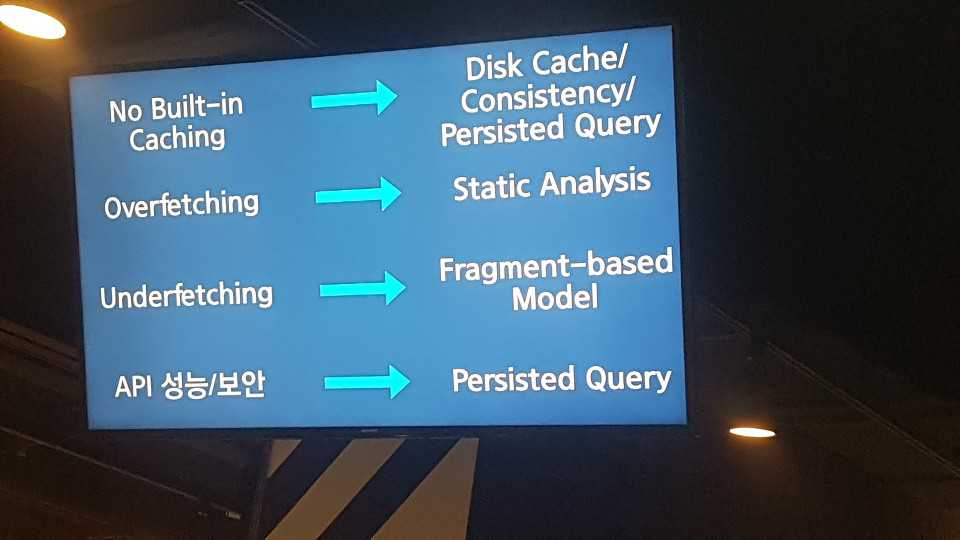 No Built-in
Caching
Disk Cache/
Consistency/
Persisted Query
Overfetching
Static Analysis
Underfetching
Fragment-based
Model
API 성능/보안
Persisted Query